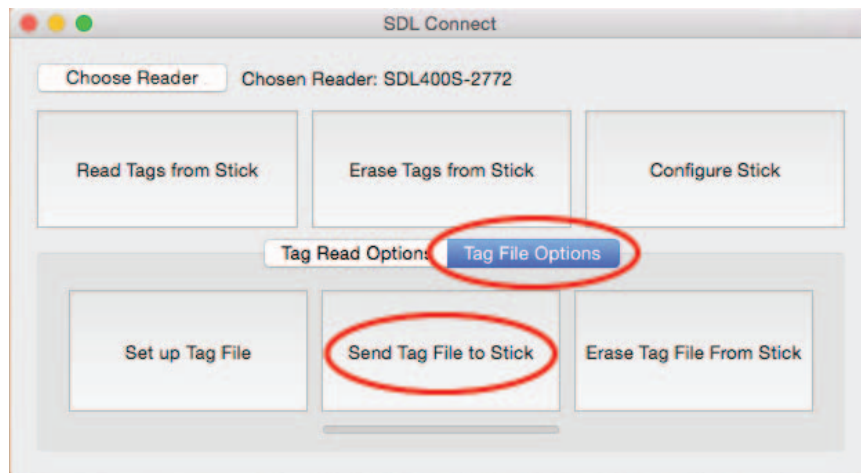 SDL Connect
Choose Reader Chosen Reader: SDL400S-2772
Read Tags from Stick Erase Tags from Stick Configure Stick
Tag Read Options Tag File Options
Set up Tag File Send Tag File to Stick Erase Tag File From Stick